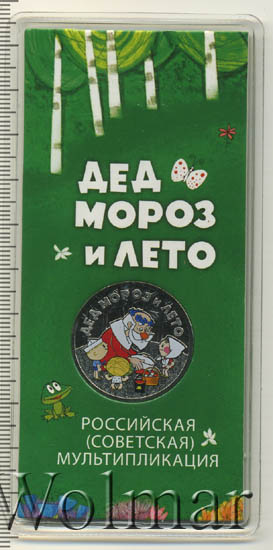 ДЕД
МОРОЗ
И ЛЕТО
ДЕД МОРОЗ И ЛЕТО
РОССИЙСКАЯ
(СОВЕТСКАЯ)
МУЛЬТИПЛИКАЦИЯ
Wolmar